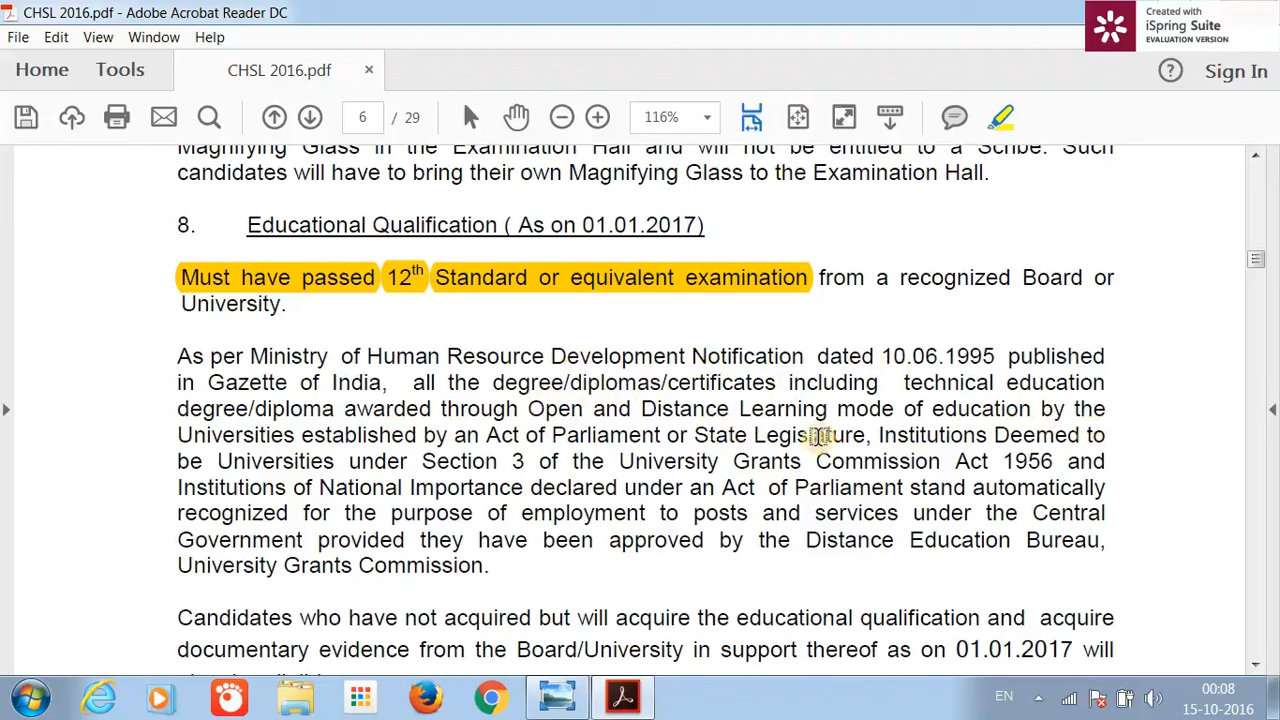 CHSL 2016.pdf - Adobe Acrobat Reader DC
Created with
iSpring Suite
EVALUATION VERSION
File Edit View Window Help
Home Tools CHSL 2016.pdf × Sign In
6 / 29 116%
Magnifying Glass in the Examination Hall and will not be entitled to a Scribe. Such
candidates will have to bring their own Magnifying Glass to the Examination Hall.
8. Educational Qualification ( As on 01.01.2017)
Must have passed 12th Standard or equivalent examination from a recognized Board or
University.
As per Ministry of Human Resource Development Notification dated 10.06.1995 published
in Gazette of India, all the degree/diplomas/certificates including technical education
degree/diploma awarded through Open and Distance Learning mode of education by the
Universities established by an Act of Parliament or State Legislature, Institutions Deemed to
be Universities under Section 3 of the University Grants Commission Act 1956 and
Institutions of National Importance declared under an Act of Parliament stand automatically
recognized for the purpose of employment to posts and services under the Central
Government provided they have been approved by the Distance Education Bureau,
University Grants Commission.
Candidates who have not acquired but will acquire the educational qualification and acquire
documentary evidence from the Board/University in support thereof as on 01.01.2017 will
EN 00:08
15-10-2016